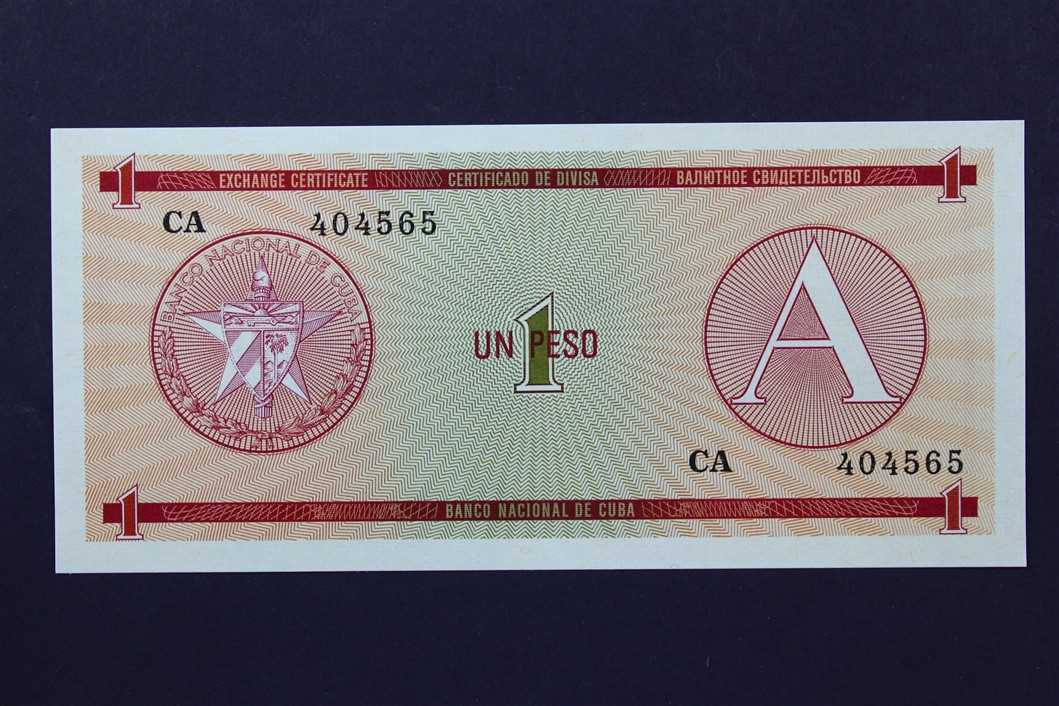 1 EXCHANGE CERTIFICATE CERTIFICADO DE DIVISA ВАЛЮТНОЕ СВИДЕТЕЛЬСТВО 1
CA 404565
BANCO NACIONAL DE CUBA
UN 1 PESO
A
CA 404565
1 BANCO NACIONAL DE CUBA 1